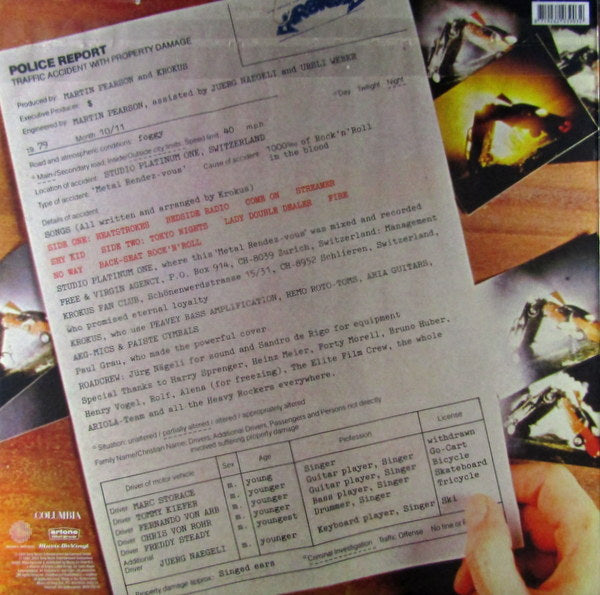 POLICE REPORT
TRAFFIC ACCIDENT WITH PROPERTY DAMAGE
Produced by: MARTIN PEARSON and KROKUS
Executive Producer: $
Engineered by: MARTIN PEARSON, assisted by JUERG NAEGELI and URSLI WEBER
19 79 Month 10/11 °Day Twilight Night
Road and atmospheric conditions foggy
° Main/Secondary road, Inside/Outside city limits, Speed limit 40 mph
Location of accident STUDIO PLATINUM ONE, SWITZERLAND
Type of accident 'Metal Rendez-vous' Cause of accident 1000%o of Rock'n'Roll in the blood
Details of accident
SONGS (All written and arranged by Krokus)
SIDE ONE: HEATSTROKES BEDSIDE RADIO COME ON STREAMER
SHY KID SIDE TWO: TOKYO NIGHTS LADY DOUBLE DEALER FIRE
NO WAY BACK-SEAT ROCK'N'ROLL
STUDIO PLATINUM ONE, where this 'Metal Rendez-vous' was mixed and recorded
FREE & VIRGIN AGENCY, P.O. Box 914, CH-8039 Zurich, Switzerland: Management
KROKUS FAN CLUB, Schönenwerdstrasse 15/31, CH-8952 Schlieren, Switzerland,
Who promised eternal loyalty
KROKUS, who use PEAVEY BASS AMPLIFICATION, REMO ROTO-TOMS, ARIA GUITARS,
AKG-MICS & PAISTE CYMBALS
Paul Grau, who made the powerful cover
ROADCREW: Jürg Nägeli for sound and Sandro de Rigo for equipment
Special Thanks to Harry Sprenger, Heinz Meier, Forty Morell, Bruno Huber,
Henry Vogel, Rolf, Alena (for freezing), The Elite Film Crew, the whole
ARIOLA-Team and all the Heavy Rockers everywhere.
° Situation: unaltered / partially altered / altered / appropriately altered
Family Name/Christian Name: Drivers, Additional Drivers, Passengers and Persons not directly
involved suffering property damage
Driver of motor vehicle Sex Age Profession License
Driver MARC STORACE m. young Singer withdrawn
Driver TOMMY KIEFER m. younger Guitar player, Singer Go-Cart
Driver FERNANDO VON ARB m. younger Guitar player, Singer Bicycle
Driver CHRIS VON ROHR m. younger Bass player, Singer Skateboard
Driver FREDDY STEADY m. youngest Drummer, Singer Tricycle
Additional Driver JUERG NAEGELI m. younger Keyboard player, Singer Ski
Property damage approx. Singed ears
°Criminal Investigation Traffic Offense No fine or
COLUMBIA
artone
MusicOnVinyl